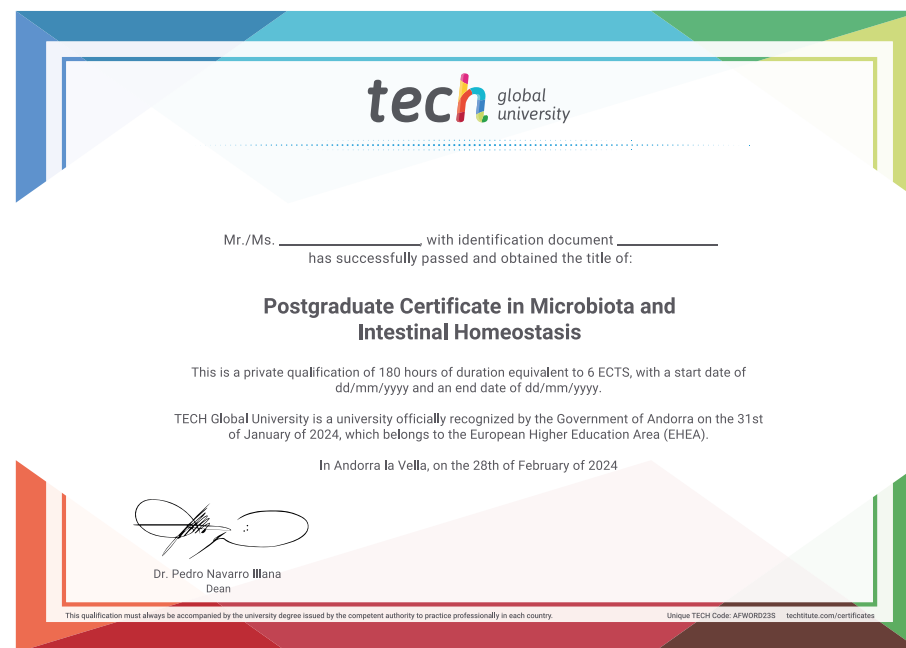 tech global
university
Mr./Ms. ____________, with identification document ____________
has successfully passed and obtained the title of:
Postgraduate Certificate in Microbiota and
Intestinal Homeostasis
This is a private qualification of 180 hours of duration equivalent to 6 ECTS, with a start date of
dd/mm/yyyy and an end date of dd/mm/yyyy.
TECH Global University is a university officially recognized by the Government of Andorra on the 31st
of January of 2024, which belongs to the European Higher Education Area (EHEA).
In Andorra la Vella, on the 28th of February of 2024
Dr. Pedro Navarro Illana
Dean
This qualification must always be accompanied by the university degree issued by the competent authority to practice professionally in each country.
Unique TECH Code: AFWORD23S techtitute.com/certificates